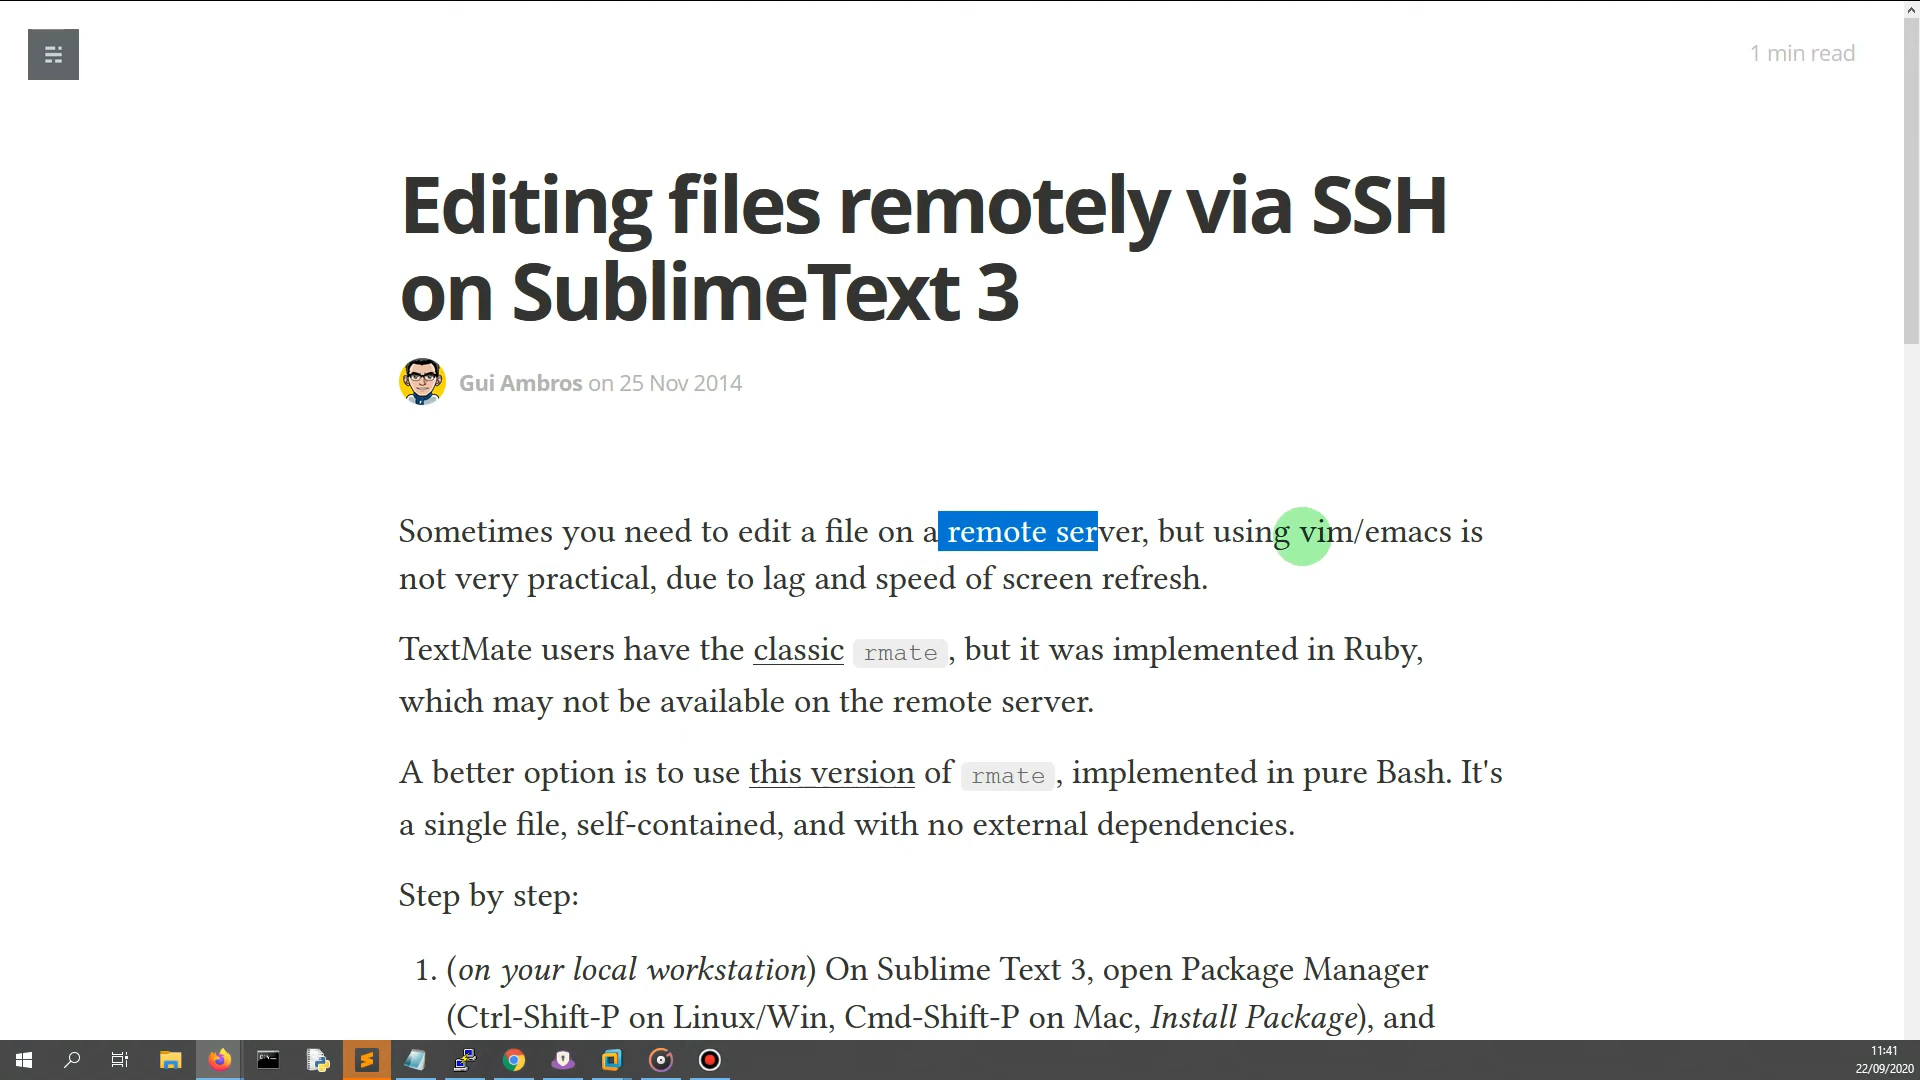 1 min read
Editing files remotely via SSH
on SublimeText 3
Gui Ambros on 25 Nov 2014
Sometimes you need to edit a file on a remote server, but using vim/emacs is
not very practical, due to lag and speed of screen refresh.
TextMate users have the classic rmate, but it was implemented in Ruby,
which may not be available on the remote server.
A better option is to use this version of rmate, implemented in pure Bash. It's
a single file, self-contained, and with no external dependencies.
Step by step:
1. (on your local workstation) On Sublime Text 3, open Package Manager
(Ctrl-Shift-P on Linux/Win, Cmd-Shift-P on Mac, Install Package), and
11:41
22/09/2020